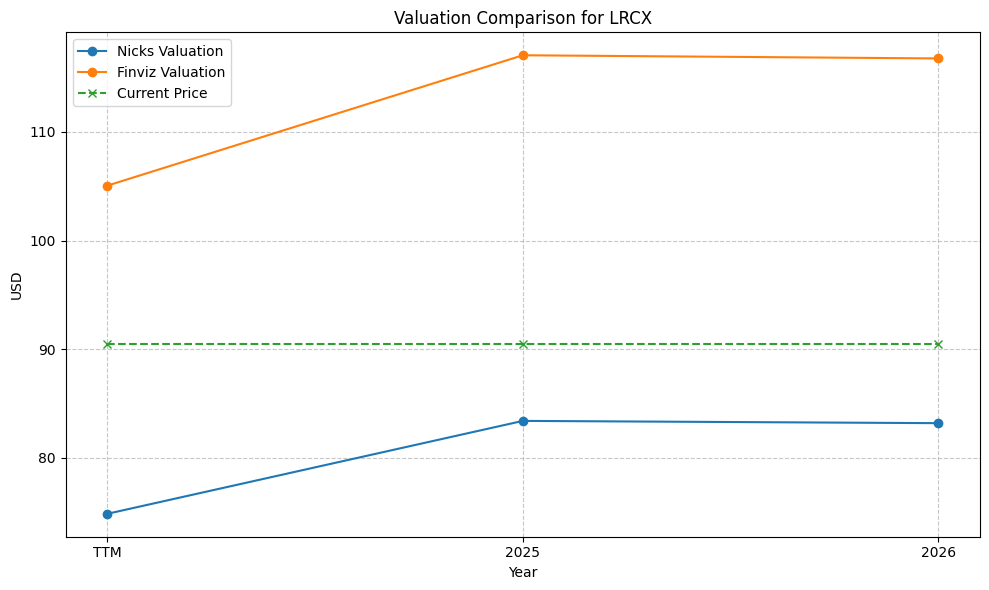 Valuation Comparison for LRCX
Nicks Valuation
Finviz Valuation
Current Price
110
100
90
80
USD
TTM
2025
2026
Year